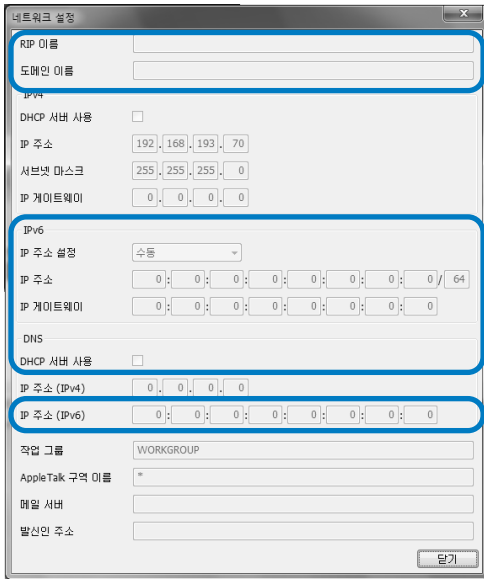 네트워크 설정
RIP 이름
도메인 이름
IPv4
DHCP 서버 사용
IP 주소 192 . 168 . 193 . 70
서브넷 마스크 255 . 255 . 255 . 0
IP 게이트웨이 0 . 0 . 0 . 0
IPv6
IP 주소 설정 수동
IP 주소 0 : 0 : 0 : 0 : 0 : 0 : 0 : 0 / 64
IP 게이트웨이 0 : 0 : 0 : 0 : 0 : 0 : 0 : 0
DNS
DHCP 서버 사용
IP 주소 (IPv4) 0 . 0 . 0 . 0
IP 주소 (IPv6) 0 : 0 : 0 : 0 : 0 : 0 : 0 : 0
작업 그룹 WORKGROUP
AppleTalk 구역 이름 *
메일 서버
발신인 주소
닫기